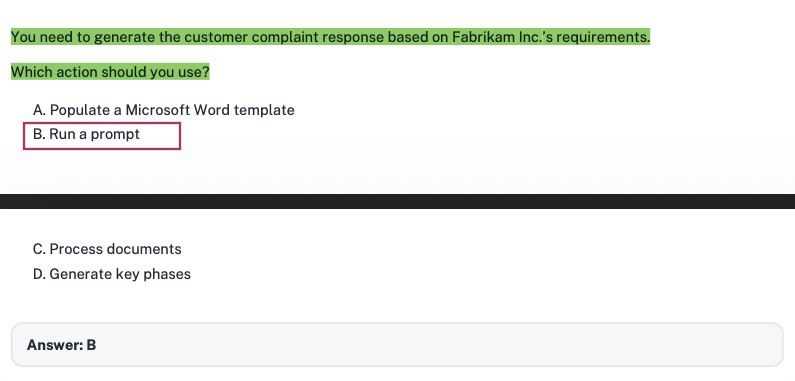 You need to generate the customer complaint response based on Fabrikam Inc.’s requirements.
Which action should you use?
A. Populate a Microsoft Word template
B. Run a prompt
C. Process documents
D. Generate key phases
Answer: B